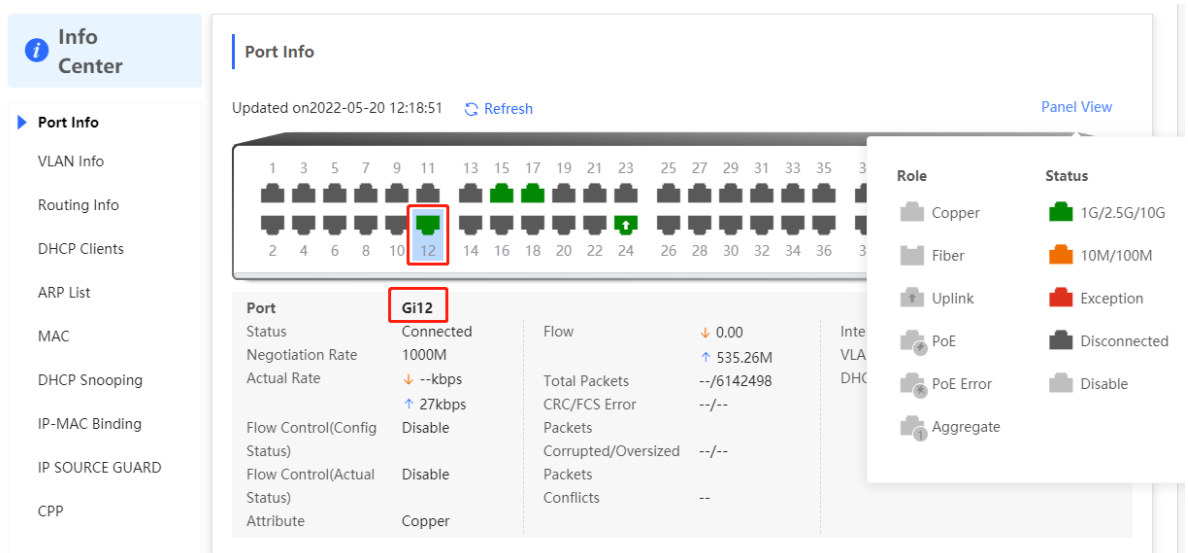 Info
Center
Port Info
VLAN Info
Routing Info
DHCP Clients
ARP List
MAC
DHCP Snooping
IP-MAC Binding
IP SOURCE GUARD
CPP
Port Info
Updated on2022-05-20 12:18:51 Refresh Panel View
1 3 5 7 9 11 13 15 17 19 21 23 25 27 29 31 33 35 3
2 4 6 8 10 12 14 16 18 20 22 24 26 28 30 32 34 36 3
Port Gi12
Status Connected
Negotiation Rate 1000M
Actual Rate ↓ --kbps
↑ 27kbps
Flow Control(Config Disable
Status)
Flow Control(Actual Disable
Status)
Attribute Copper
Flow ↓ 0.00
↑ 535.26M
Total Packets --/6142498
CRC/FCS Error --/--
Packets
Corrupted/Oversized --/--
Packets
Conflicts --
Inte
VLA
DHC
Role Status
Copper 1G/2.5G/10G
Fiber 10M/100M
Uplink Exception
PoE Disconnected
PoE Error Disable
Aggregate